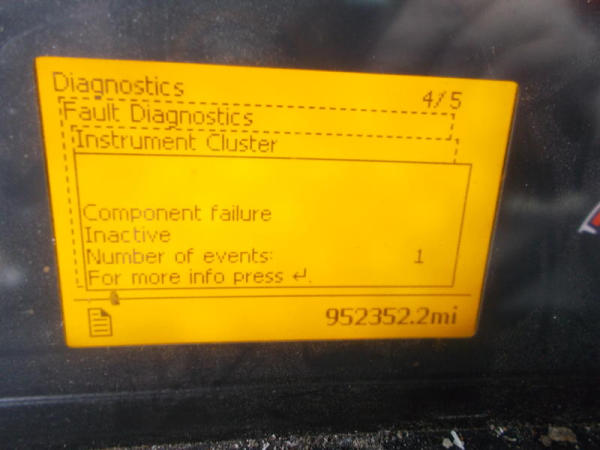 Diagnostics 4/5
Fault Diagnostics
Instrument Cluster
Component failure
Inactive
Number of events: 1
For more info press ↵.
952352.2mi